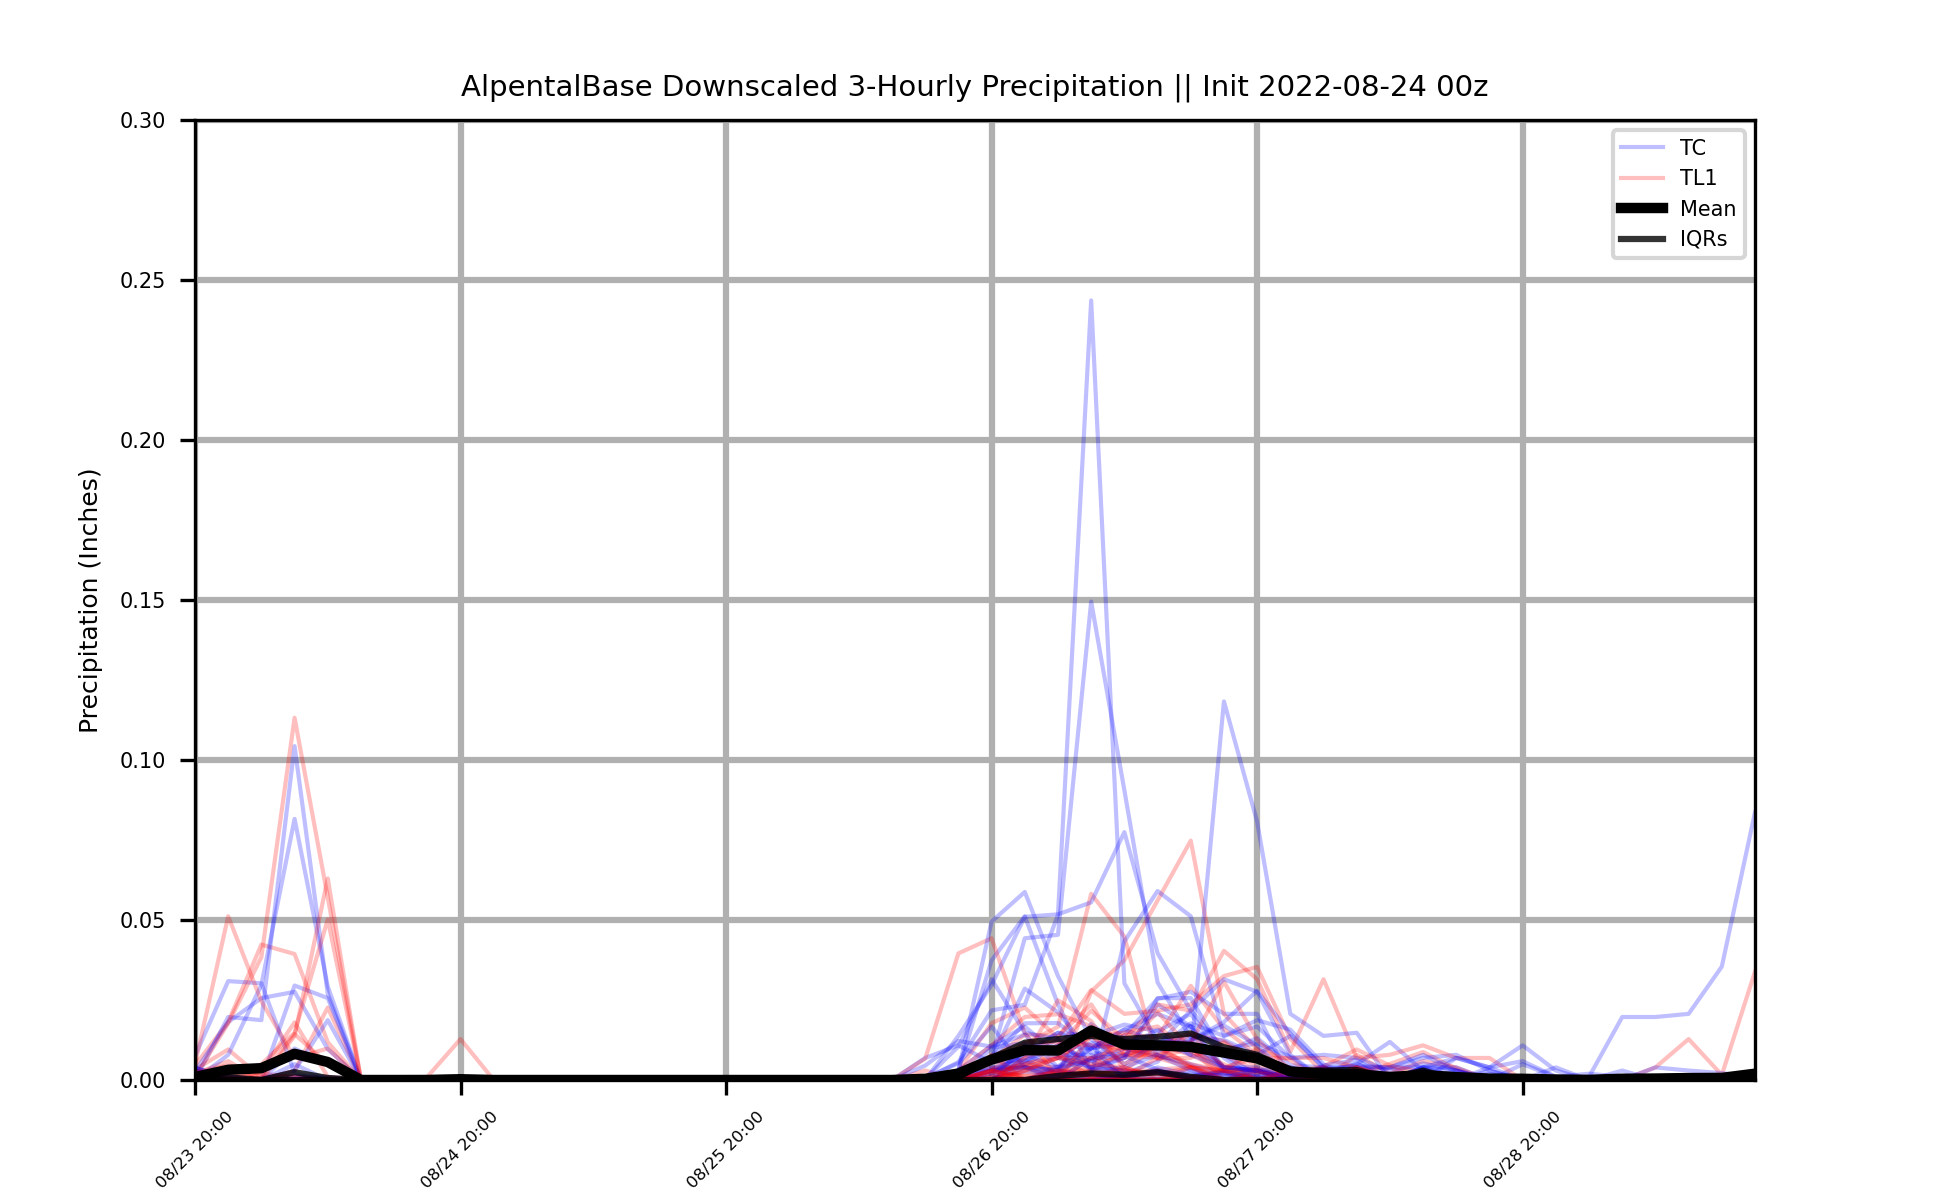 AlpentalBase Downscaled 3-Hourly Precipitation || Init 2022-08-24 00z
0.30
TC
TL1
Mean
IQRs
0.25
0.20
0.15
0.10
0.05
0.00
Precipitation (Inches)
08/23 20:00
08/24 20:00
08/25 20:00
08/26 20:00
08/27 20:00
08/28 20:00